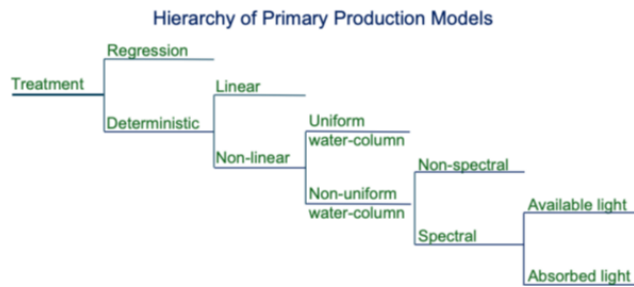 Hierarchy of Primary Production Models
Regression
Treatment
Linear
Deterministic
Uniform
water-column
Non-linear
Non-spectral
Non-uniform
water-column
Available light
Spectral
Absorbed light